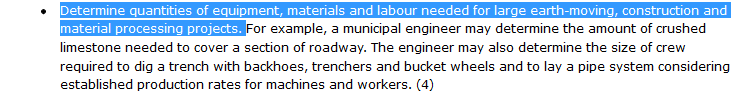 • Determine quantities of equipment, materials and labour needed for large earth-moving, construction and
material processing projects. For example, a municipal engineer may determine the amount of crushed
limestone needed to cover a section of roadway. The engineer may also determine the size of crew
required to dig a trench with backhoes, trenchers and bucket wheels and to lay a pipe system considering
established production rates for machines and workers. (4)